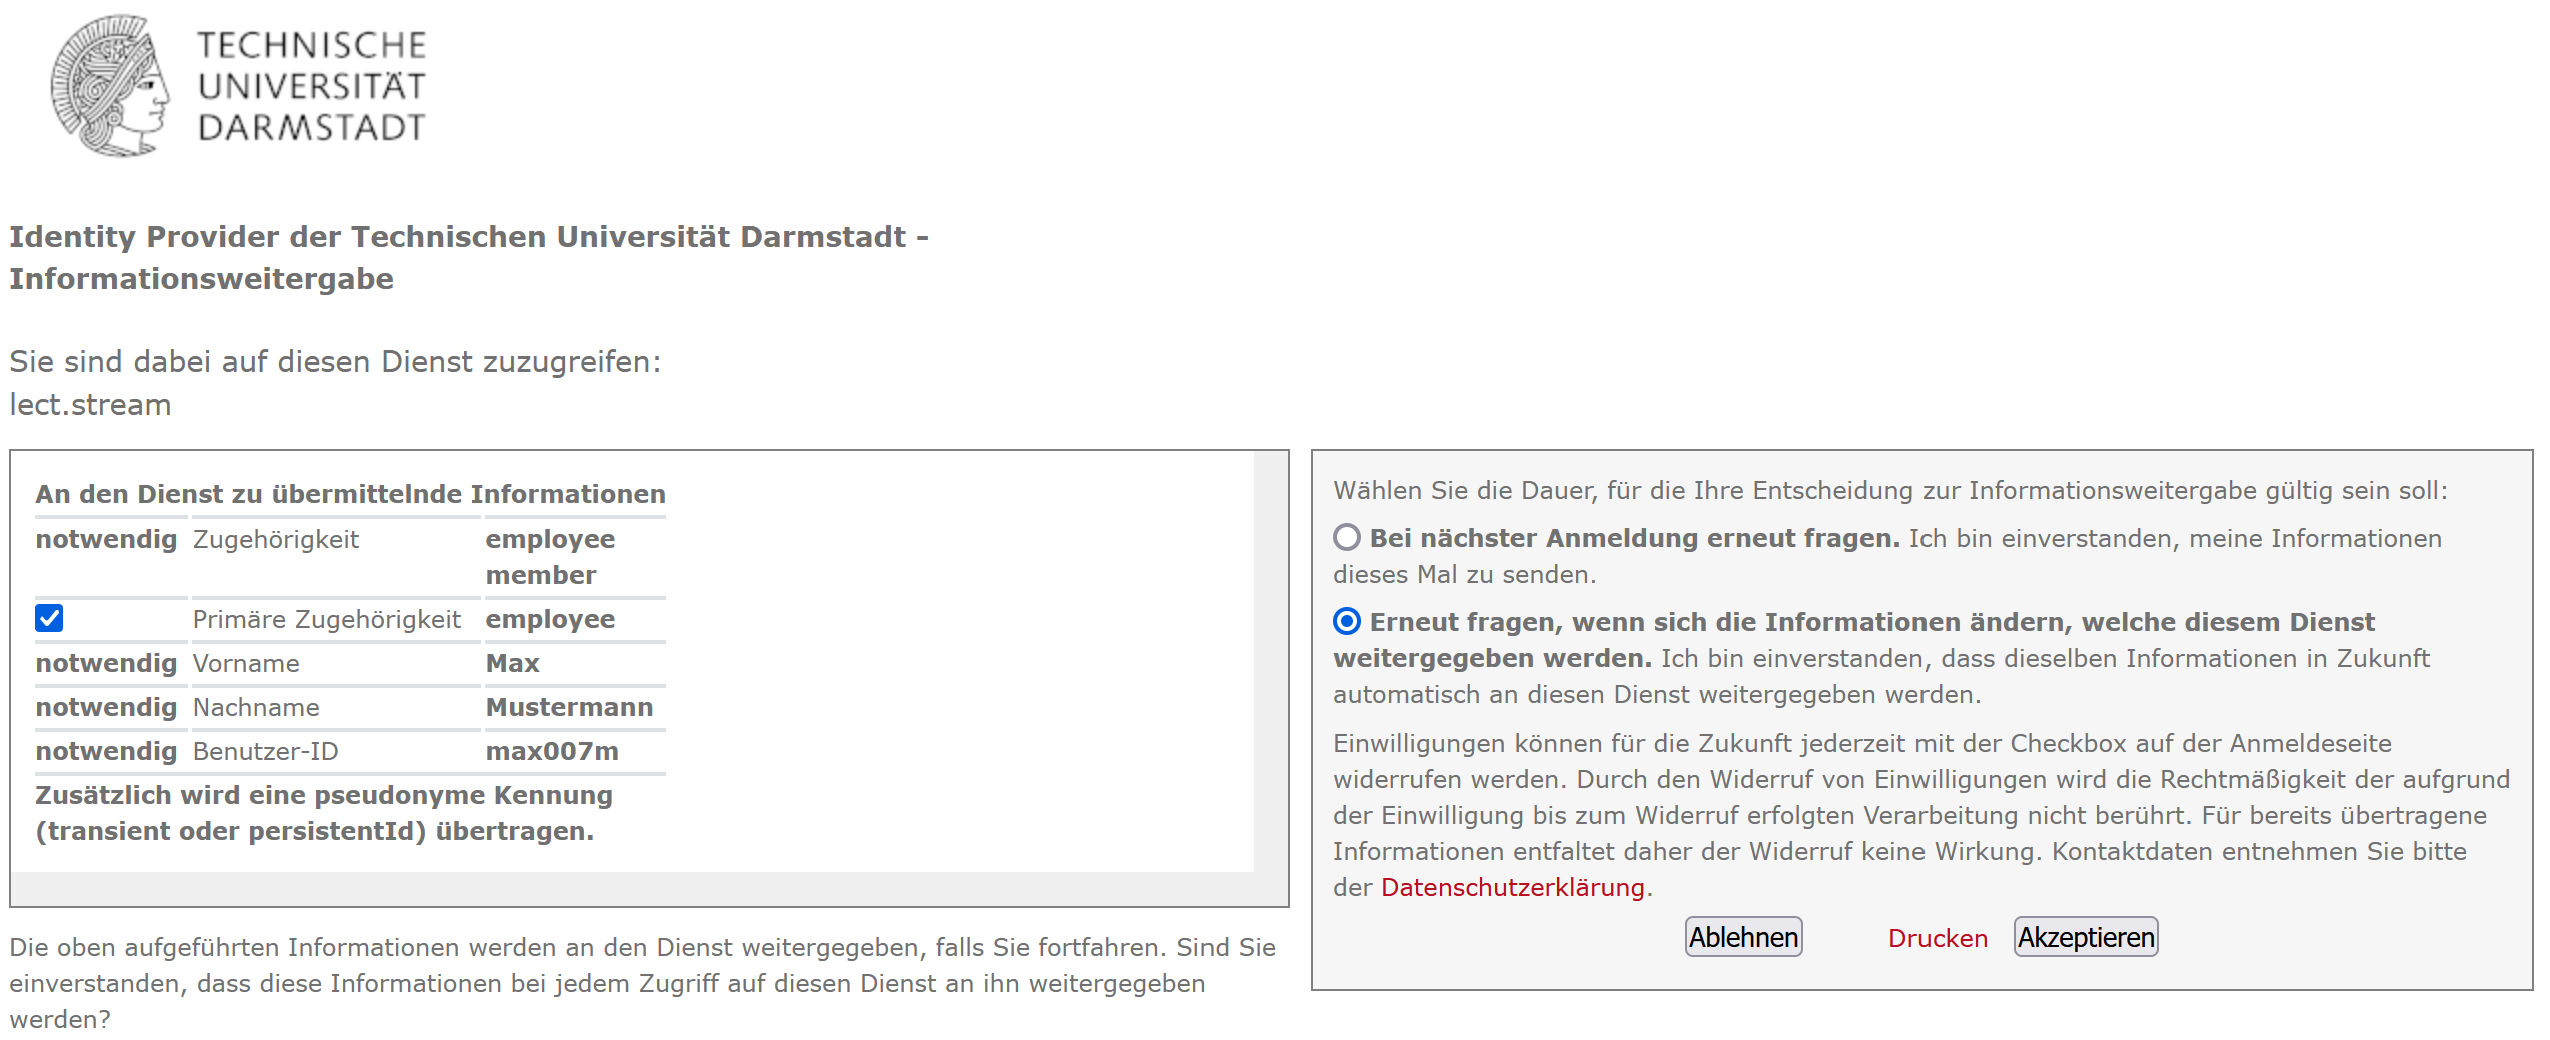 TECHNISCHE
UNIVERSITÄT
DARMSTADT
Identity Provider der Technischen Universität Darmstadt -
Informationsweitergabe
Sie sind dabei auf diesen Dienst zuzugreifen:
lect.stream
An den Dienst zu übermittelnde Informationen
notwendig Zugehörigkeit employee
member
Primäre Zugehörigkeit employee
notwendig Vorname Max
notwendig Nachname Mustermann
notwendig Benutzer-ID max007m
Zusätzlich wird eine pseudonyme Kennung
(transient oder persistentId) übertragen.
Die oben aufgeführten Informationen werden an den Dienst weitergegeben, falls Sie fortfahren. Sind Sie
einverstanden, dass diese Informationen bei jedem Zugriff auf diesen Dienst an ihn weitergegeben
werden?
Wählen Sie die Dauer, für die Ihre Entscheidung zur Informationsweitergabe gültig sein soll:
Bei nächster Anmeldung erneut fragen. Ich bin einverstanden, meine Informationen
dieses Mal zu senden.
Erneut fragen, wenn sich die Informationen ändern, welche diesem Dienst
weitergegeben werden. Ich bin einverstanden, dass dieselben Informationen in Zukunft
automatisch an diesen Dienst weitergegeben werden.
Einwilligungen können für die Zukunft jederzeit mit der Checkbox auf der Anmeldeseite
widerrufen werden. Durch den Widerruf von Einwilligungen wird die Rechtmäßigkeit der aufgrund
der Einwilligung bis zum Widerruf erfolgten Verarbeitung nicht berührt. Für bereits übertragene
Informationen entfaltet daher der Widerruf keine Wirkung. Kontaktdaten entnehmen Sie bitte
der Datenschutzerklärung.
Ablehnen Drucken Akzeptieren